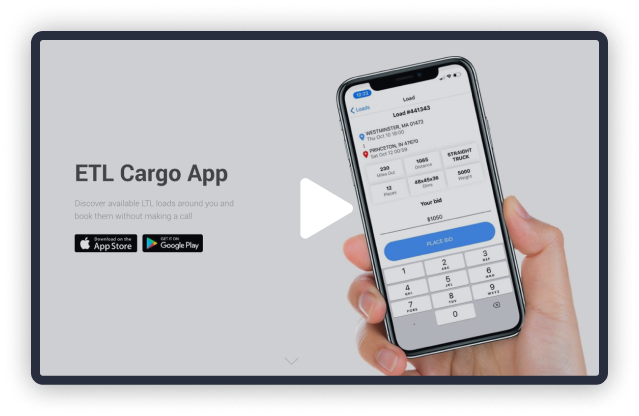 ETL Cargo App
Discover available LTL loads around you and
book them without making a call
Download on the
App Store
GET IT ON
Google Play
Loads
Load
Load #441343
WESTMINSTER, MA 01473
Thu Oct 10 16:00
PRINCETON, IN 47670
Sat Oct 12 00:59
230
Miles Out
1065
Distance
STRAIGHT
TRUCK
12
Pieces
48x45x36
Dims
5000
Weight
Your bid
$1050
PLACE BID
1
2
ABC
3
DEF
4
GHI
5
JKL
6
MNO
7
PQRS
8
TUV
9
WXYZ
0